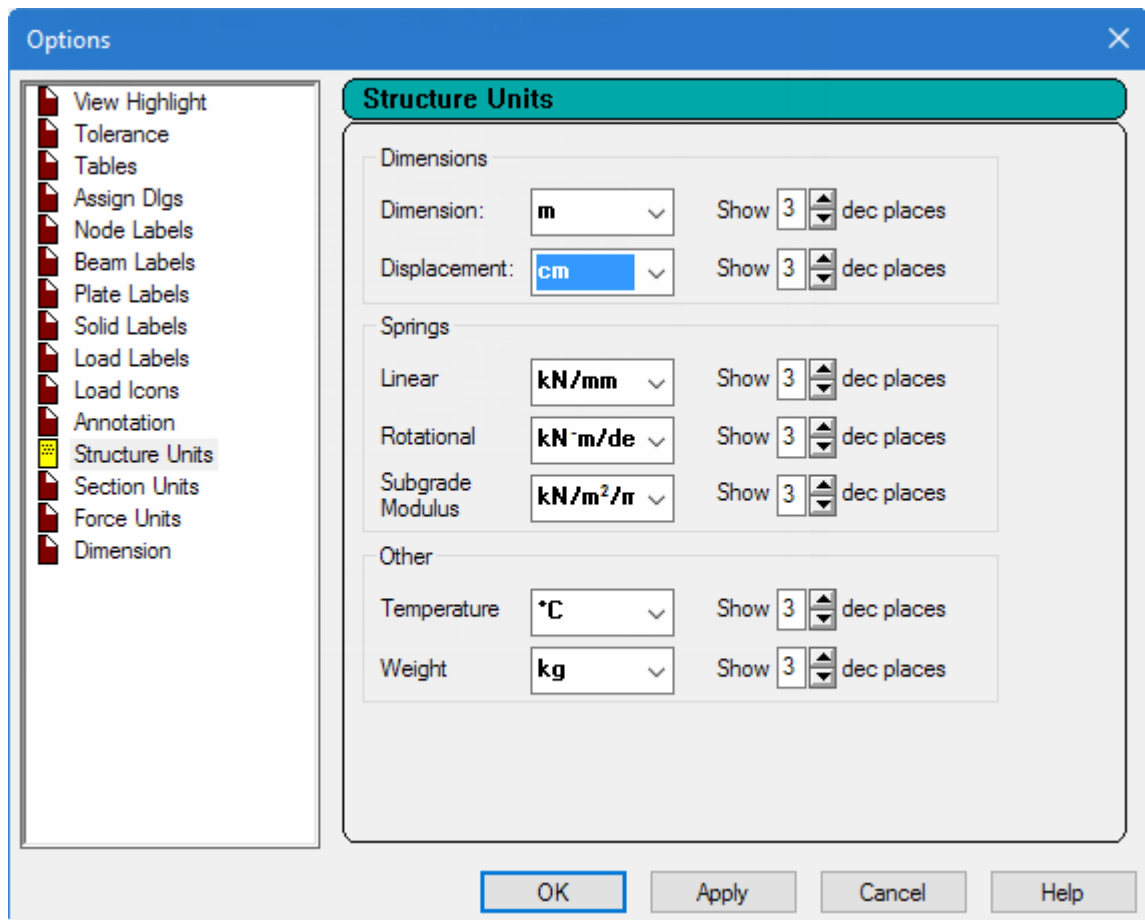 Options
View Highlight
Tolerance
Tables
Assign Dlgs
Node Labels
Beam Labels
Plate Labels
Solid Labels
Load Labels
Load Icons
Annotation
Structure Units
Section Units
Force Units
Dimension
Structure Units
Dimensions
Dimension: m Show 3 dec places
Displacement: cm Show 3 dec places
Springs
Linear kN/mm Show 3 dec places
Rotational kN-m/de Show 3 dec places
Subgrade
Modulus kN/m²/m Show 3 dec places
Other
Temperature °C Show 3 dec places
Weight kg Show 3 dec places
OK Apply Cancel Help